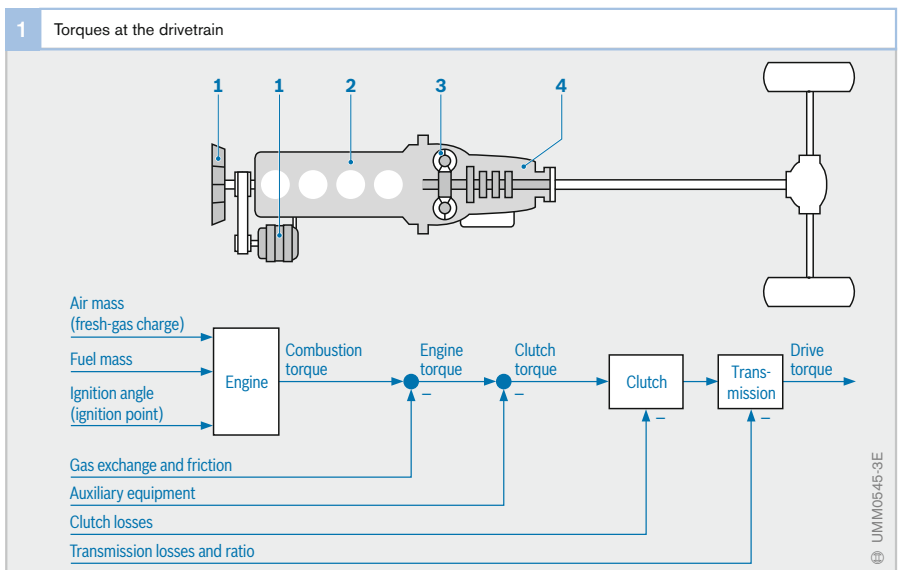 1
Torques at the drivetrain
1 1 2 3 4
Air mass
(fresh-gas charge)
Fuel mass
Ignition angle
(ignition point)
Engine
Combustion
torque
Engine
torque
–
Clutch
torque
–
Clutch
–
Trans-
mission
–
Drive
torque
Gas exchange and friction
Auxiliary equipment
Clutch losses
Transmission losses and ratio
UMM0545-3E